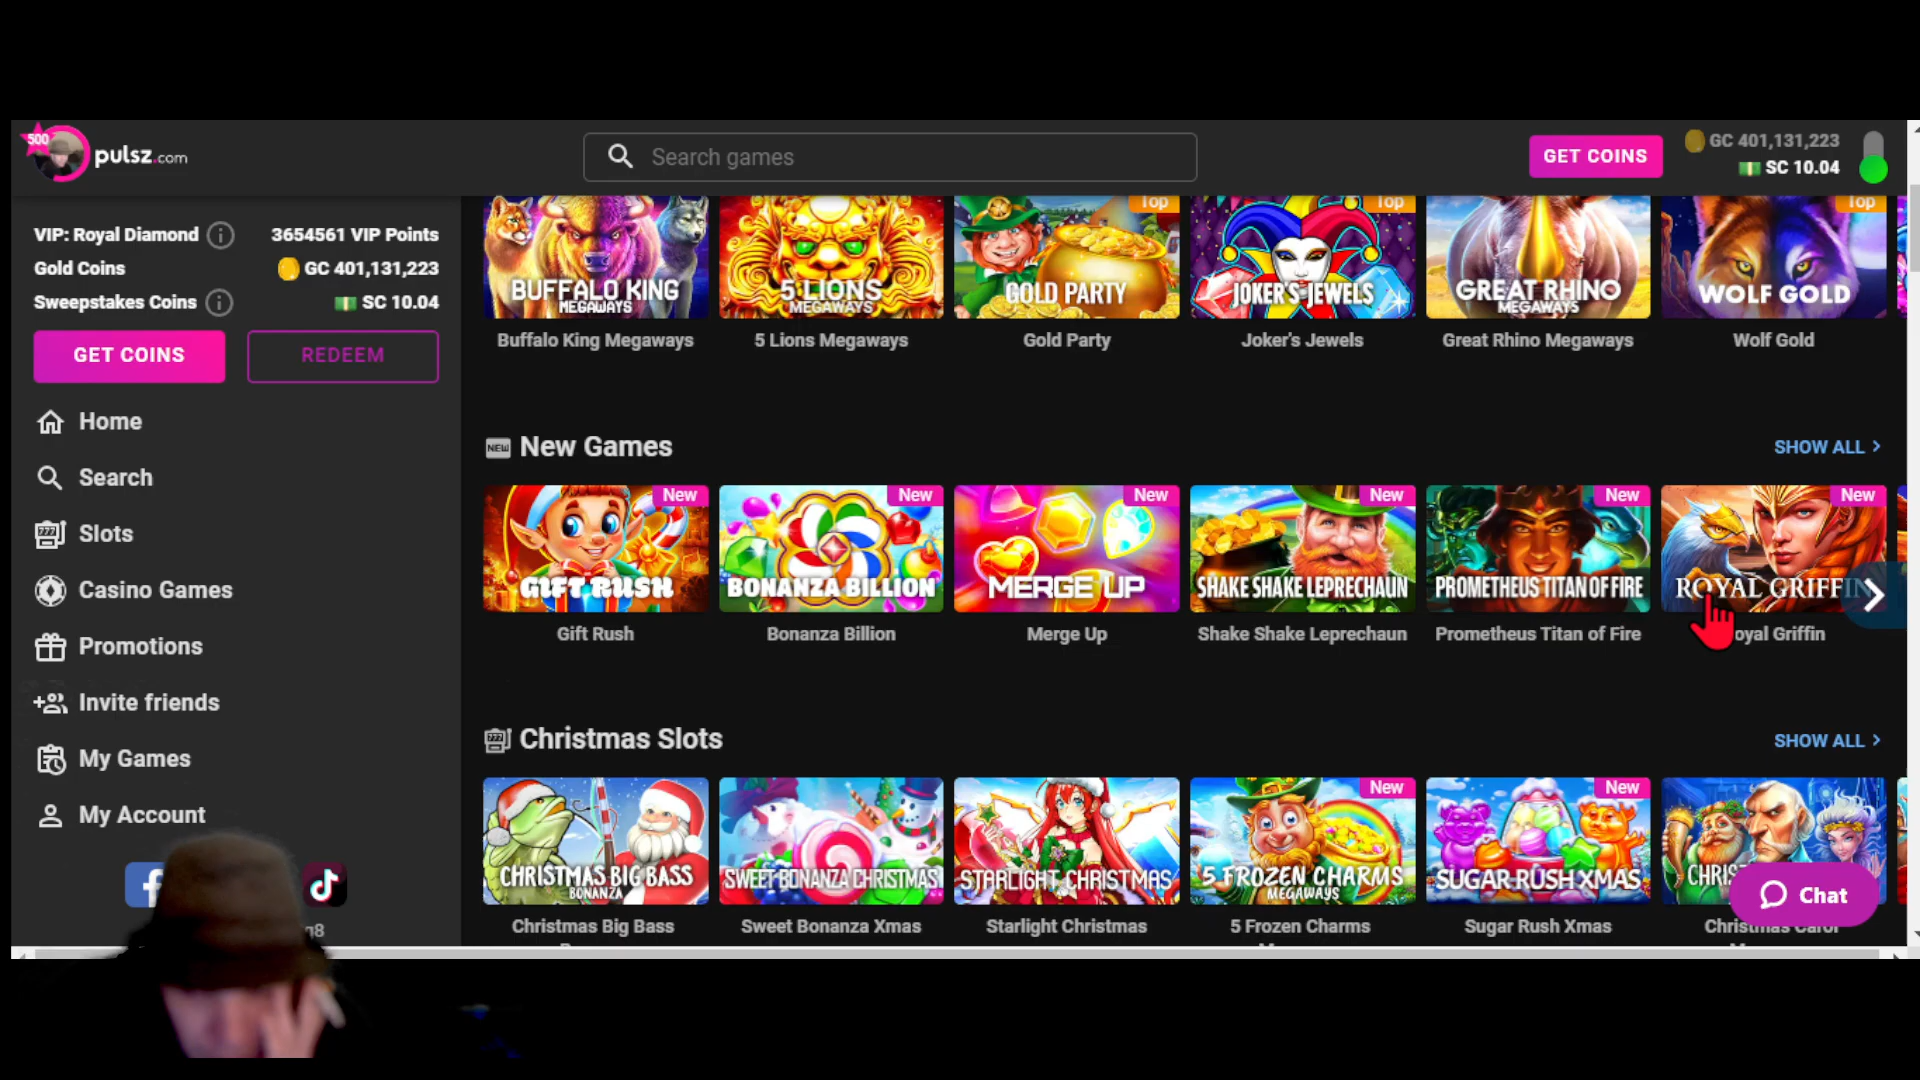 500
pulsz.com
Search games
GET COINS
GC 401,131,223
SC 10.04
VIP: Royal Diamond
3654561 VIP Points
Gold Coins
GC 401,131,223
Sweepstakes Coins
SC 10.04
GET COINS
REDEEM
Home
Search
Slots
Casino Games
Promotions
Invite friends
My Games
My Account
Top
Top
Top
BUFFALO KING
MEGAWAYS
5 LIONS
MEGAWAYS
GOLD PARTY
JOKER'S JEWELS
GREAT RHINO
MEGAWAYS
WOLF GOLD
Buffalo King Megaways
5 Lions Megaways
Gold Party
Joker's Jewels
Great Rhino Megaways
Wolf Gold
NEW
New Games
SHOW ALL >
New
New
New
New
New
New
GIFT RUSH
BONANZA BILLION
MERGE UP
SHAKE SHAKE LEPRECHAUN
PROMETHEUS TITAN OF FIRE
ROYAL GRIFFIN
Gift Rush
Bonanza Billion
Merge Up
Shake Shake Leprechaun
Prometheus Titan of Fire
oyal Griffin
Christmas Slots
SHOW ALL >
New
New
CHRISTMAS BIG BASS
BONANZA
SWEET BONANZA CHRISTMAS
STARLIGHT CHRISTMAS
5 FROZEN CHARMS
MEGAWAYS
SUGAR RUSH XMAS
CHRIS
Chat
Christmas Big Bass
Sweet Bonanza Xmas
Starlight Christmas
5 Frozen Charms
Sugar Rush Xmas
Christmas Carol